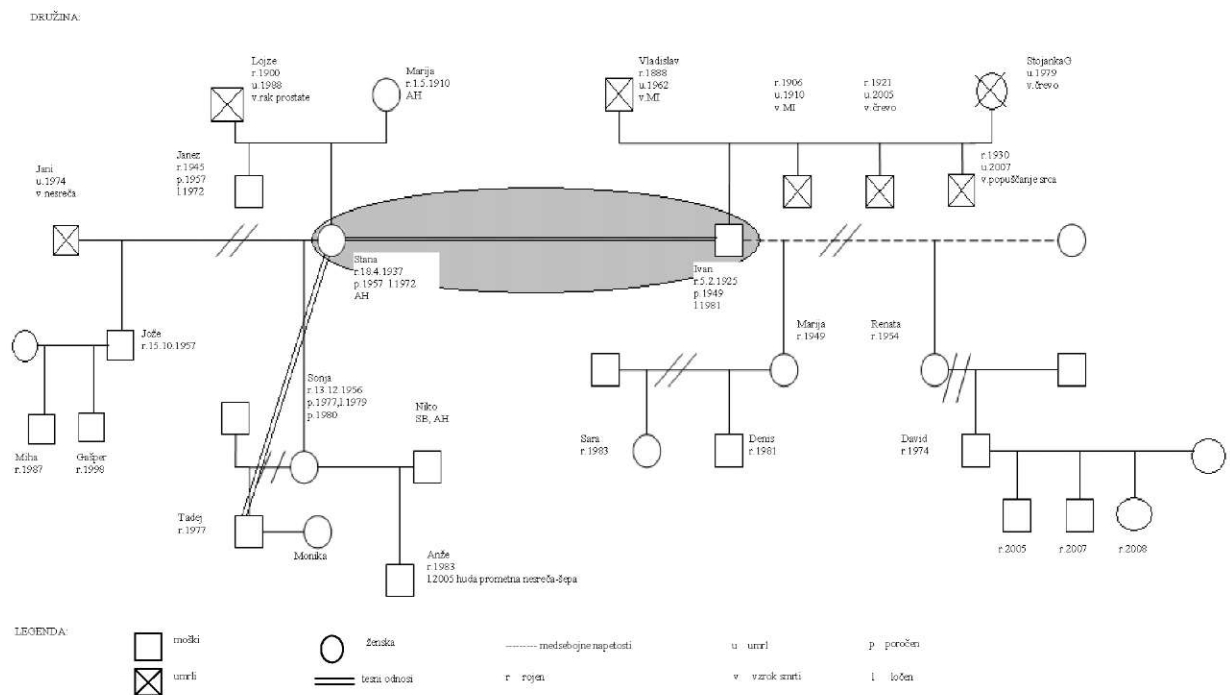 DRUŽINA:
Lojze
r.1900
u.1988
v.rak prostate
Marija
r.1.5.1910
AH
Vladislav
r.1888
u.1962
v.MI
r.1906
u.1910
v.MI
r.1921
u.2005
v.črevo
StojankaG
u.1979
v.črevo
Jani
u.1974
v nesreča
Janez
r.1945
p.1957
l.1972
r.1930
u.2007
v.popuščanje srca
Stana
r.18.4.1937
p.1957 l.1972
AH
Ivan
r.5.2.1925
p.1949
l.1981
Jože
r.15.10.1957
Marija
r.1949
Renata
r.1954
Sonja
r.13.12.1956
p.1977,l.1979
p.1980
Niko
SB, AH
Miha
r.1987
Gašper
r.1998
Sara
r.1983
Denis
r.1981
David
r.1974
Tadej
r.1977
Monika
Anže
r.1983
l.2005 huda prometna nesreča-šepa
r.2005
r.2007
r.2008
LEGENDA:
moški
ženska
--------- medsebojne napetosti
u umrl
p poročen
umrli
tesni odnosi
r rojen
v vzrok smrti
l ločen